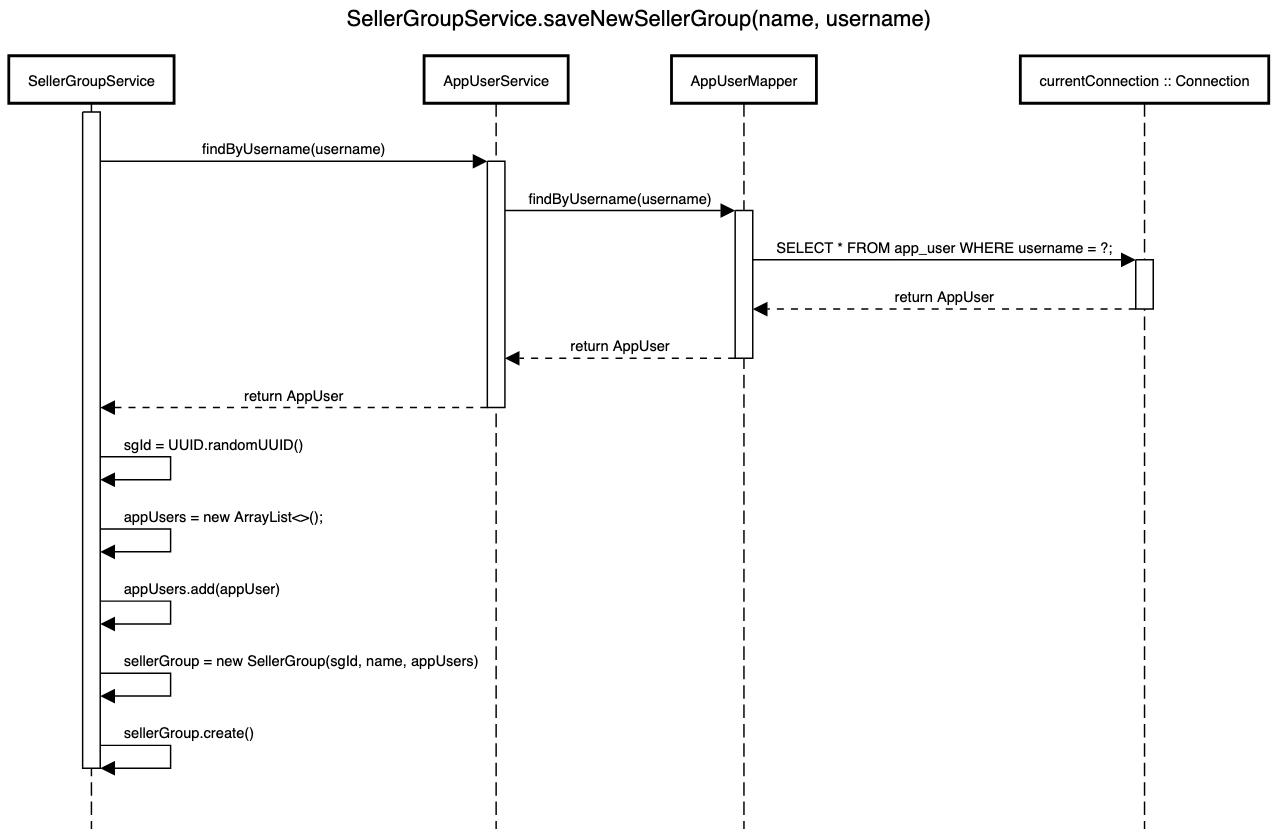 SellerGroupService.saveNewSellerGroup(name, username)
SellerGroupService
AppUserService
AppUserMapper
currentConnection :: Connection
findByUsername(username)
findByUsername(username)
SELECT * FROM app_user WHERE username = ?;
return AppUser
return AppUser
return AppUser
sgId = UUID.randomUUID()
appUsers = new ArrayList<>();
appUsers.add(appUser)
sellerGroup = new SellerGroup(sgId, name, appUsers)
sellerGroup.create()